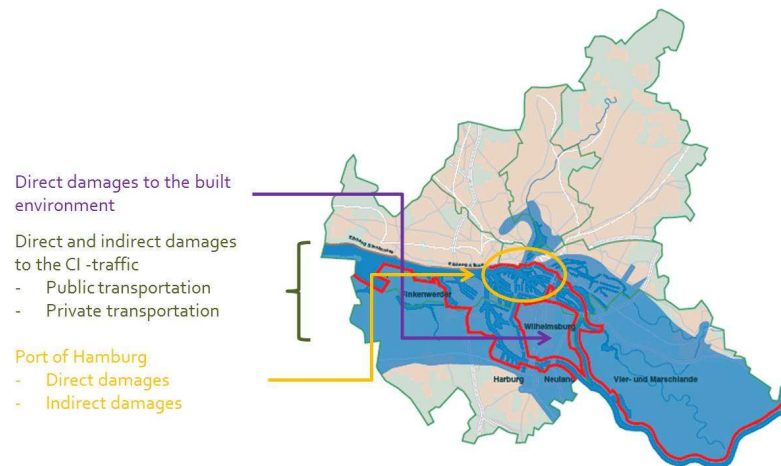 Direct damages to the built
environment
Direct and indirect damages
to the CI -traffic
- Public transportation
- Private transportation
Port of Hamburg
- Direct damages
- Indirect damages
Finkenwerder
Wilhelmsburg
Harburg
Neuland
Vier- und Marschlande